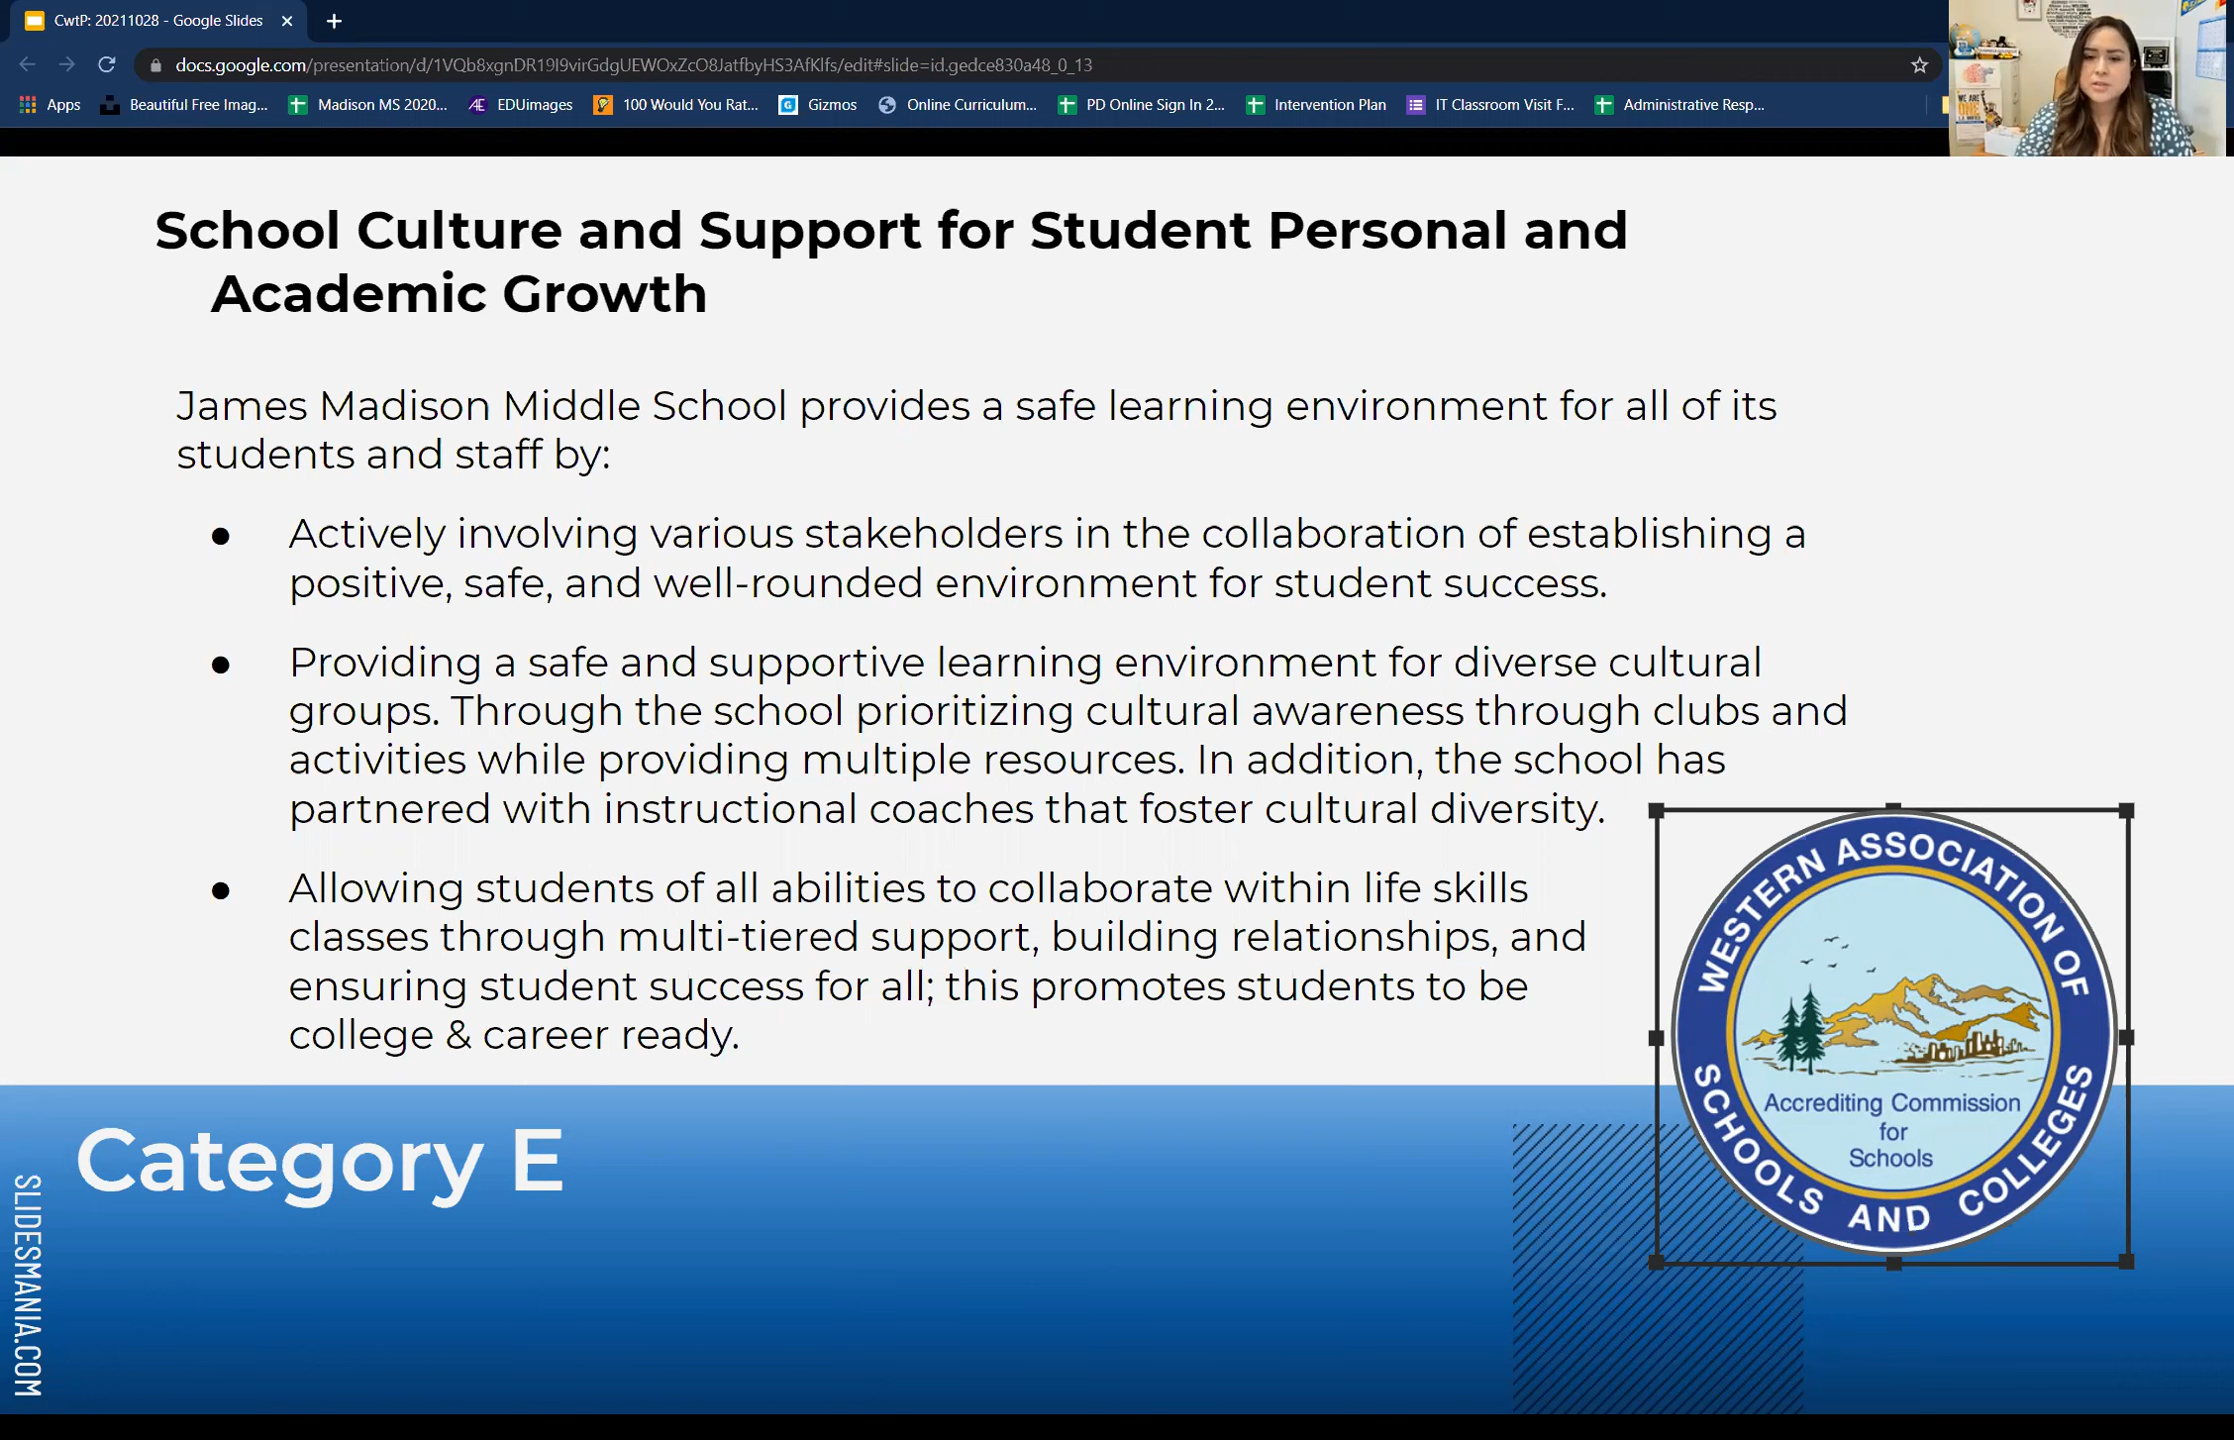 CwtP: 20211028 - Google Slides
docs.google.com/presentation/d/1VQb8xgnDR19I9virGdgUEWOxZcO8JatfbyHS3AfKlfs/edit#slide=id.gedce830a48_0_13
Apps Beautiful Free Imag... Madison MS 2020... EDUimages 100 Would You Rat... Gizmos Online Curriculum... PD Online Sign In 2... Intervention Plan IT Classroom Visit F... Administrative Resp...
WE ARE
ONE
School Culture and Support for Student Personal and
Academic Growth
James Madison Middle School provides a safe learning environment for all of its
students and staff by:
● Actively involving various stakeholders in the collaboration of establishing a
positive, safe, and well-rounded environment for student success.
● Providing a safe and supportive learning environment for diverse cultural
groups. Through the school prioritizing cultural awareness through clubs and
activities while providing multiple resources. In addition, the school has
partnered with instructional coaches that foster cultural diversity.
● Allowing students of all abilities to collaborate within life skills
classes through multi-tiered support, building relationships, and
ensuring student success for all; this promotes students to be
college & career ready.
WESTERN ASSOCIATION OF
SCHOOLS AND COLLEGES
Accrediting Commission
for
Schools
Category E
SLIDESMANIA.COM